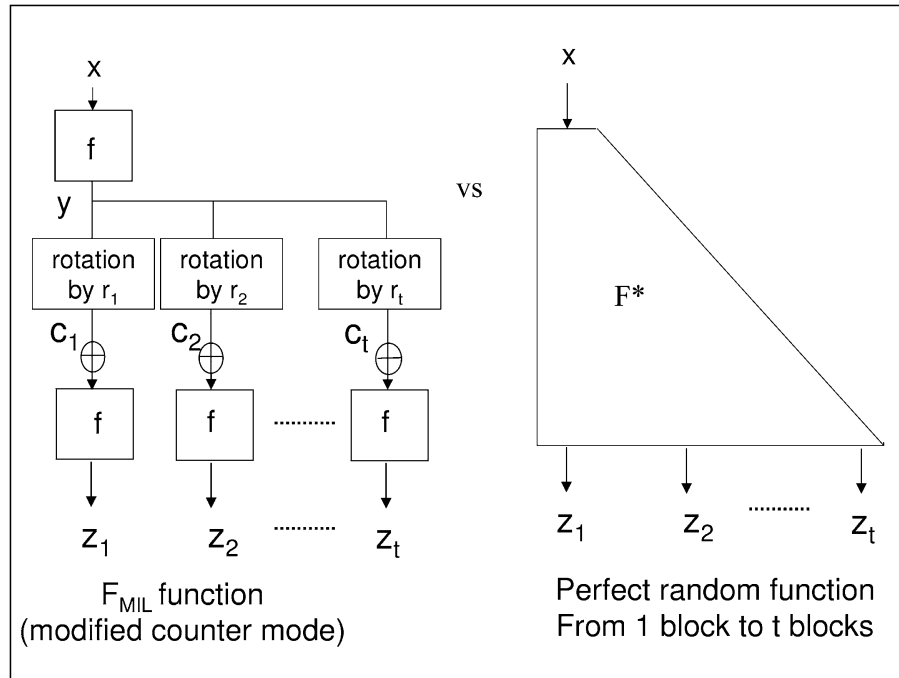 x
f
y
rotation by r₁
rotation by r₂
rotation by rₜ
c₁
c₂
cₜ
f
f
f
z₁
z₂
zₜ
F_MIL function
(modified counter mode)
vs
x
F*
z₁
z₂
zₜ
Perfect random function
From 1 block to t blocks